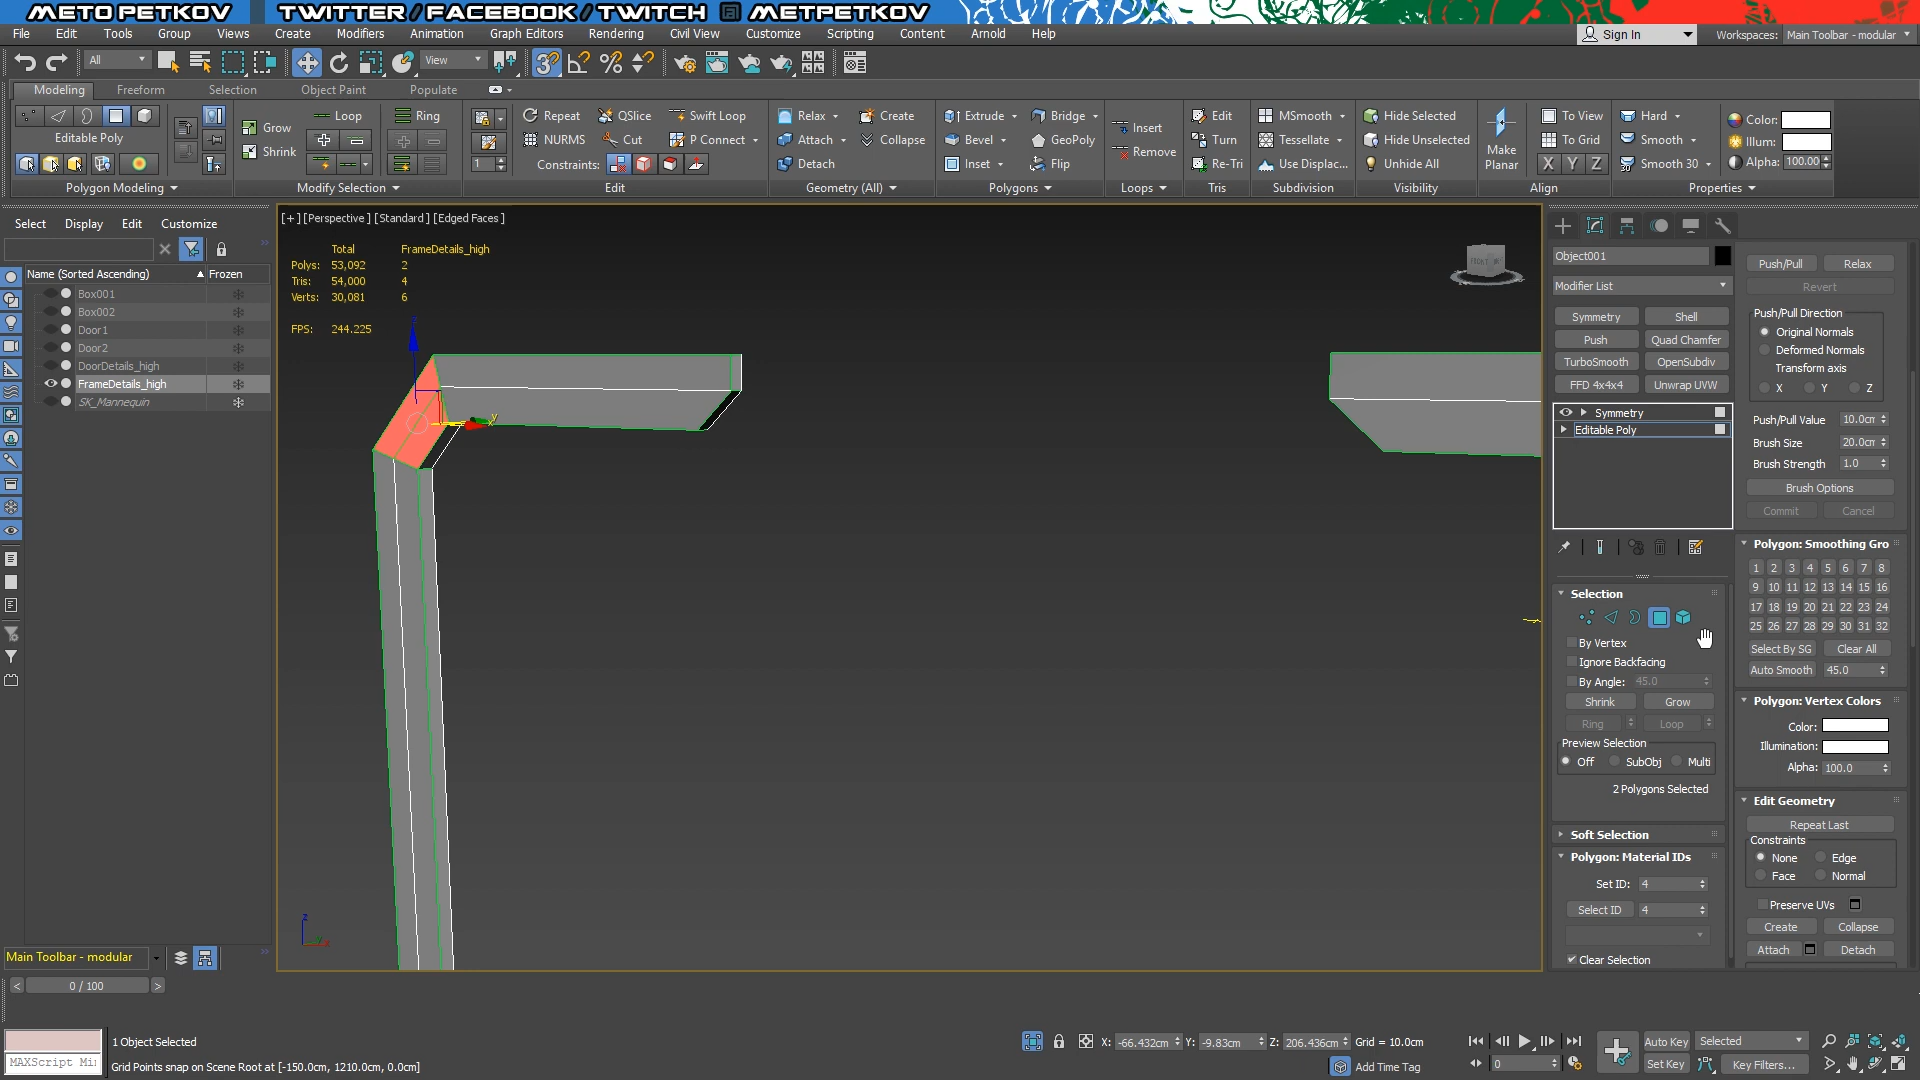 METO PETKOV TWITTER / FACEBOOK / TWITCH @ METPETKOV
File Edit Tools Group Views Create Modifiers Animation Graph Editors Rendering Civil View Customize Scripting Content Arnold Help
Sign In Workspaces: Main Toolbar - modular
All View
Modeling Freeform Selection Object Paint Populate
Loop Ring Repeat QSlice Swift Loop Relax Create Extrude Bridge Insert Edit MSmooth Hide Selected To View Hard Color:
Editable Poly Grow NURMS Cut P Connect Attach Collapse Bevel GeoPoly Turn Tessellate Hide Unselected To Grid Smooth Illum:
Shrink 1 Constraints: Detach Inset Flip Remove Re-Tri Use Displac... Unhide All Make Planar X Y Z Smooth 30 Alpha: 100.00
Polygon Modeling Modify Selection Edit Geometry (All) Polygons Loops Tris Subdivision Visibility Align Properties
Select Display Edit Customize
Name (Sorted Ascending) Frozen
Box001
Box002
Door1
Door2
DoorDetails_high
FrameDetails_high
SK_Mannequin
[+] [Perspective ] [Standard ] [Edged Faces ]
Total FrameDetails_high
Polys: 53,092 2
Tris: 54,000 4
Verts: 30,081 6
FPS: 244.225
z
y
Object001
Modifier List
Symmetry Shell
Push Quad Chamfer
TurboSmooth OpenSubdiv
FFD 4x4x4 Unwrap UVW
Symmetry
Editable Poly
Selection
By Vertex
Ignore Backfacing
By Angle: 45.0
Shrink Grow
Ring Loop
Preview Selection
Off SubObj Multi
2 Polygons Selected
Soft Selection
Polygon: Material IDs
Set ID: 4
Select ID 4
Clear Selection
Push/Pull Relax
Revert
Push/Pull Direction
Original Normals
Deformed Normals
Transform axis
X Y Z
Push/Pull Value 10.0cm
Brush Size 20.0cm
Brush Strength 1.0
Brush Options
Commit Cancel
Polygon: Smoothing Gro
1 2 3 4 5 6 7 8
9 10 11 12 13 14 15 16
17 18 19 20 21 22 23 24
25 26 27 28 29 30 31 32
Select By SG Clear All
Auto Smooth 45.0
Polygon: Vertex Colors
Color:
Illumination:
Alpha: 100.0
Edit Geometry
Repeat Last
Constraints
None Edge
Face Normal
Preserve UVs
Create Collapse
Attach Detach
Main Toolbar - modular
< 0 / 100 >
1 Object Selected X: -66.432cm Y: -9.83cm Z: 206.436cm Grid = 10.0cm Auto Key Selected
MAXScript Mi Grid Points snap on Scene Root at [-150.0cm, 1210.0cm, 0.0cm] Add Time Tag 0 Set Key Key Filters...